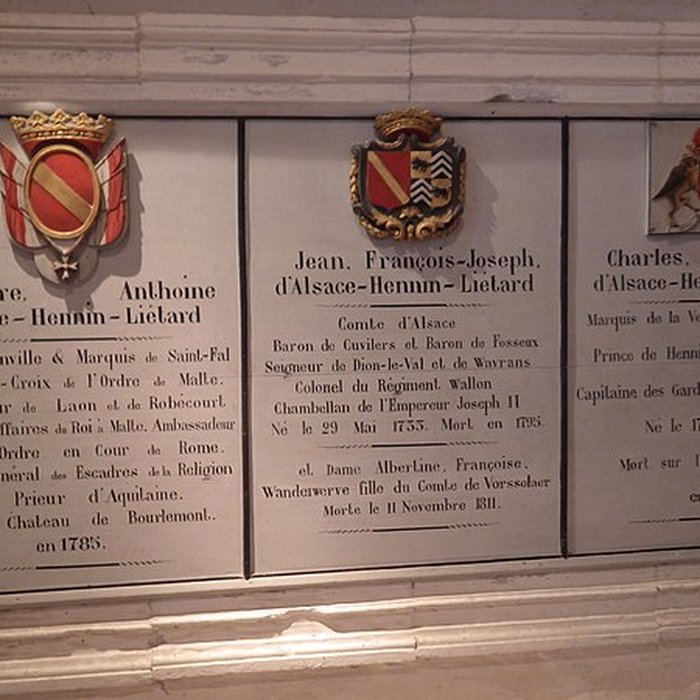 re. Anthoine
e-Hennin-Liétard
nville & Marquis de Saint-Fal
-Croix de l'Ordre de Malte.
ur de Laon et de Robécourt
ffaires du Roi à Malte, Ambassadeur
Ordre en Cour de Rome.
néral des Escadres de la Religion
Prieur d'Aquitaine.
Chateau de Bourlemont.
en 1785.
Jean, François-Joseph,
d'Alsace-Hennin-Liétard
Comte d'Alsace
Baron de Cuvilers et Baron de Fosseux
Seigneur de Dion-le-Val et de Wavrans
Colonel du Régiment Wallon
Chambellan de l'Empereur Joseph II
Né le 29 Mai 1733. Mort en 1795.
et Dame Albertine, Françoise,
Wanderwerve fille du Comte de Vorsselaer
Morte le 11 Novembre 1811.
Charles,
d'Alsace-He
Marquis de la Ve
Prince de Henni
Capitaine des Gard
Né le 17
Mort sur l
e